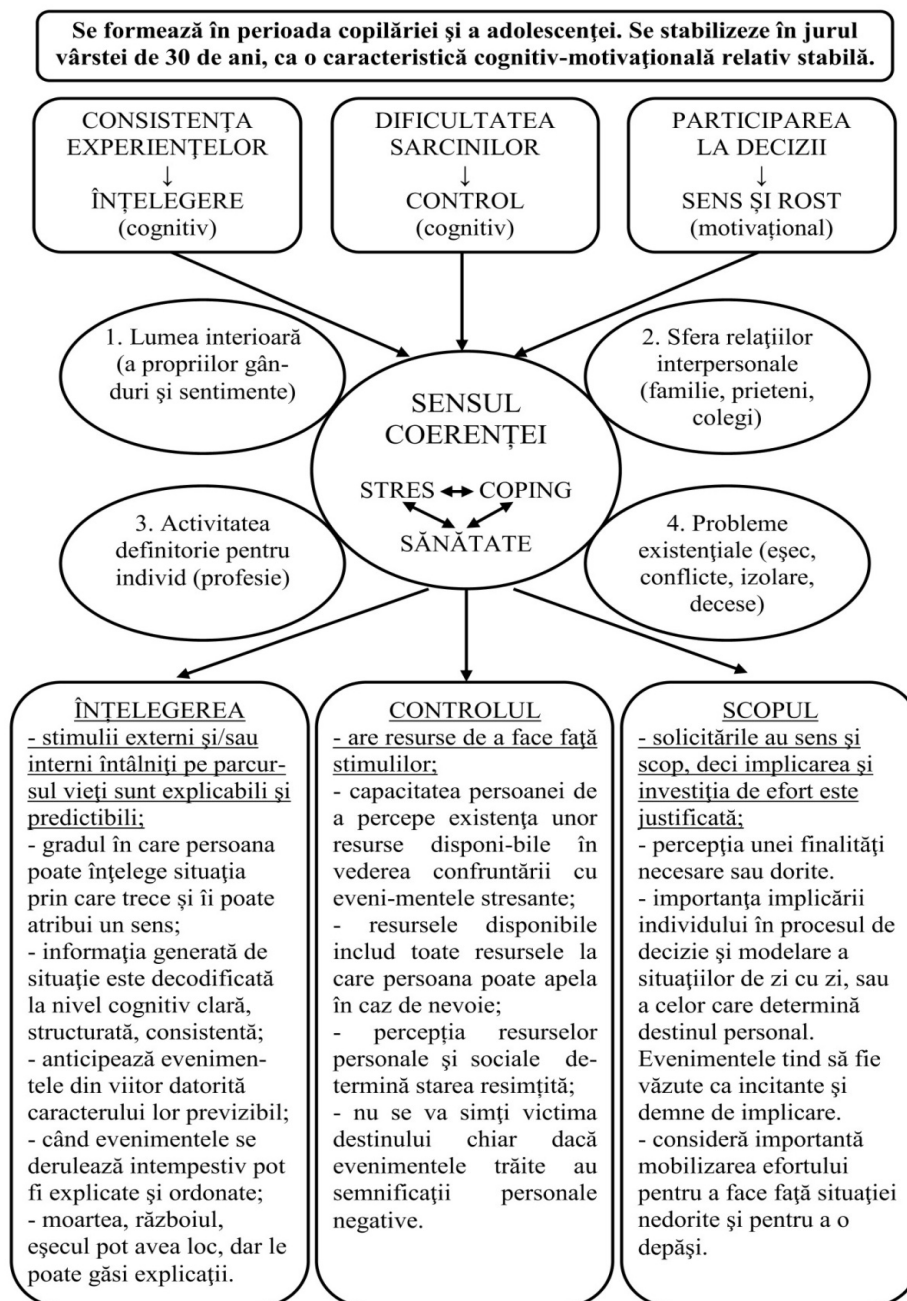 Se formează în perioada copilăriei şi a adolescenţei. Se stabilizeze în jurul
vârstei de 30 de ani, ca o caracteristică cognitiv-motivaţională relativ stabilă.
CONSISTENŢA
EXPERIENŢELOR
↓
ÎNȚELEGERE
(cognitiv)
DIFICULTATEA
SARCINILOR
↓
CONTROL
(cognitiv)
PARTICIPAREA
LA DECIZII
↓
SENS ȘI ROST
(motivațional)
1. Lumea interioară
(a propriilor gân-
duri şi sentimente)
2. Sfera relaţiilor
interpersonale
(familie, prieteni,
colegi)
SENSUL
COERENȚEI
STRES COPING
SĂNĂTATE
3. Activitatea
definitorie pentru
individ (profesie)
4. Probleme
existenţiale (eşec,
conflicte, izolare,
decese)
ÎNŢELEGEREA
- stimulii externi şi/sau
interni întâlniți pe parcur-
sul vieţi sunt explicabili şi
predictibili;
- gradul în care persoana
poate înţelege situaţia
prin care trece şi îi poate
atribui un sens;
- informaţia generată de
situaţie este decodificată
la nivel cognitiv clară,
structurată, consistentă;
- anticipează evenimen-
tele din viitor datorită
caracterului lor previzibil;
- când evenimentele se
derulează intempestiv pot
fi explicate şi ordonate;
- moartea, războiul,
eşecul pot avea loc, dar le
poate găsi explicaţii.
CONTROLUL
- are resurse de a face faţă
stimulilor;
- capacitatea persoanei de
a percepe existenţa unor
resurse disponi-bile în
vederea confruntării cu
eveni-mentele stresante;
- resursele disponibile
includ toate resursele la
care persoana poate apela
în caz de nevoie;
- percepția resurselor
personale și sociale de-
termină starea resimțită;
- nu se va simţi victima
destinului chiar dacă
evenimentele trăite au
semnificaţii personale
negative.
SCOPUL
- solicitările au sens şi
scop, deci implicarea şi
investiţia de efort este
justificată;
- percepția unei finalități
necesare sau dorite.
- importanţa implicării
individului în procesul de
decizie şi modelare a
situaţiilor de zi cu zi, sau
a celor care determină
destinul personal.
Evenimentele tind să fie
văzute ca incitante şi
demne de implicare.
- consideră importantă
mobilizarea efortului
pentru a face faţă situaţiei
nedorite şi pentru a o
depăşi.